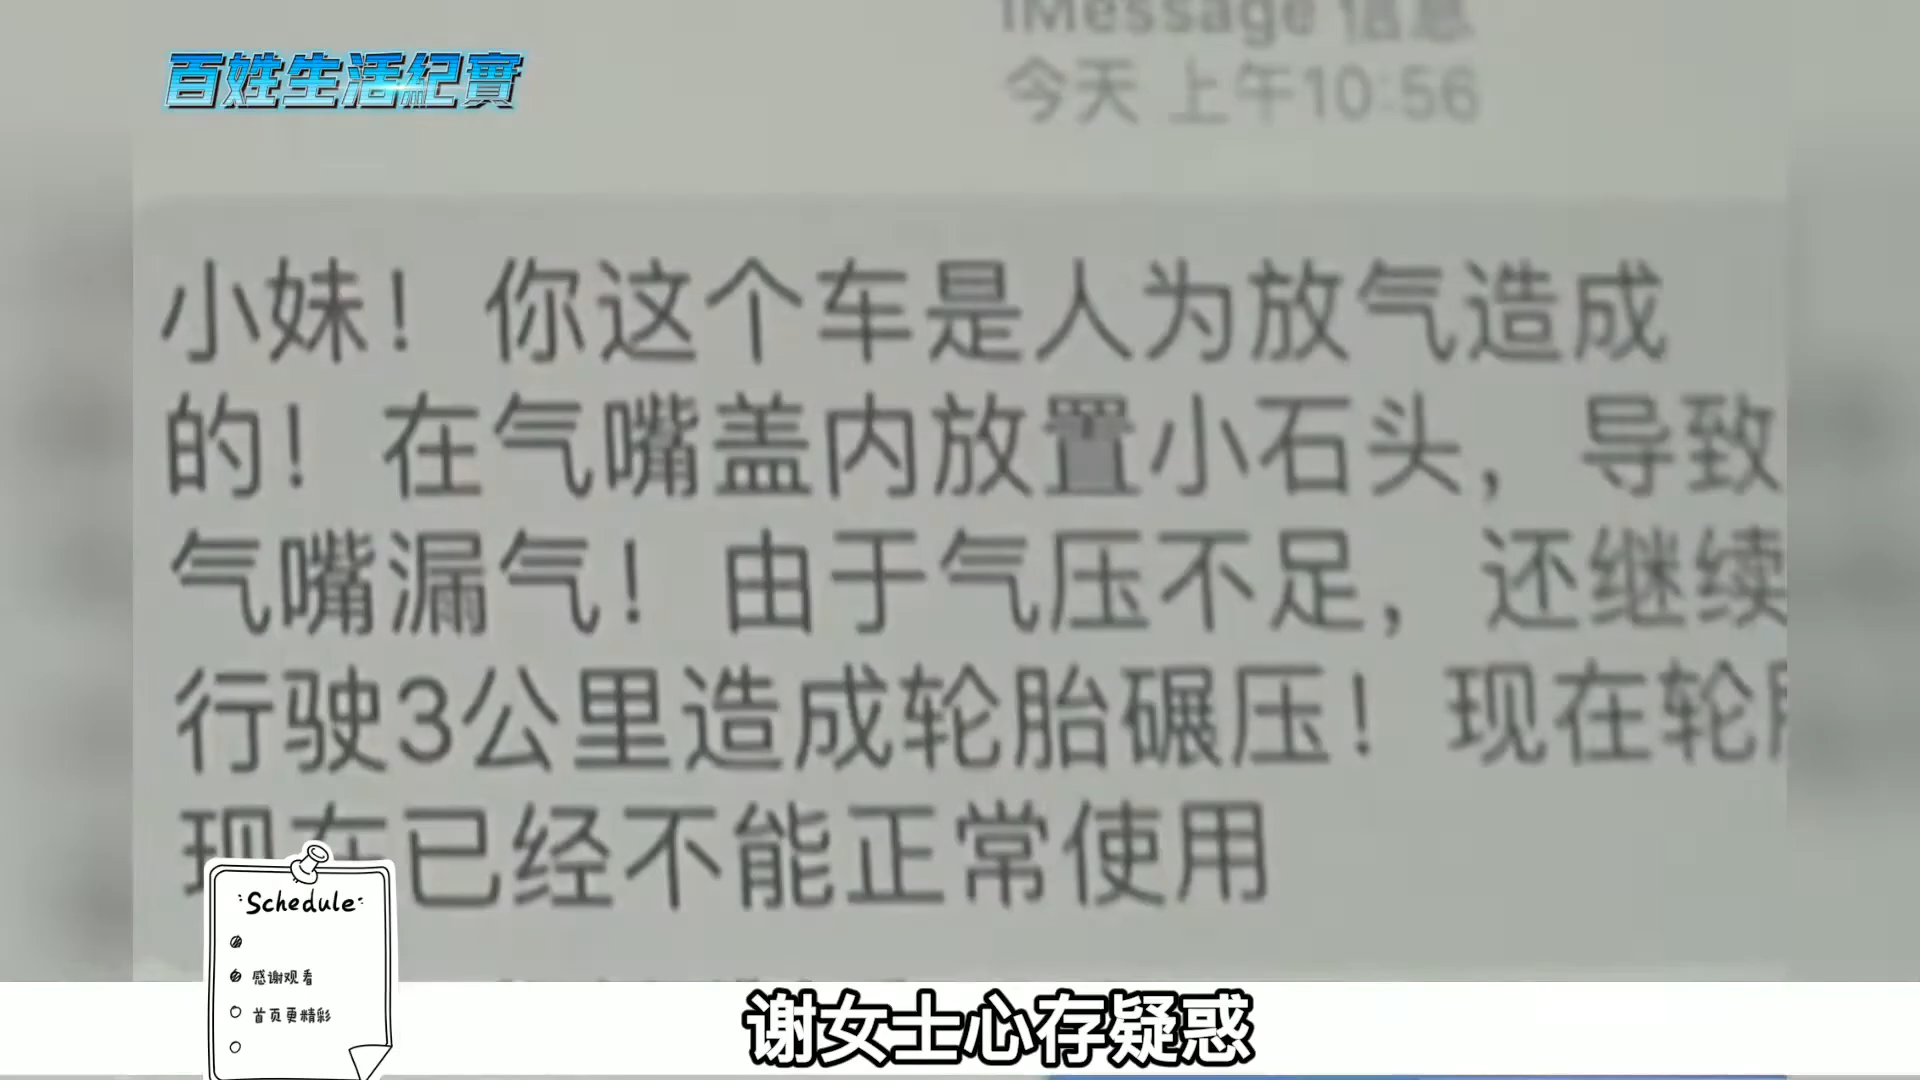 iMessage 信息
百姓生活紀實
今天 上午10:56
小妹！你这个车是人为放气造成
的！在气嘴盖内放置小石头，导致
气嘴漏气！由于气压不足，还继续
行驶3公里造成轮胎碾压！现在轮
现在已经不能正常使用
Schedule
感谢观看
首页更精彩
谢女士心存疑惑